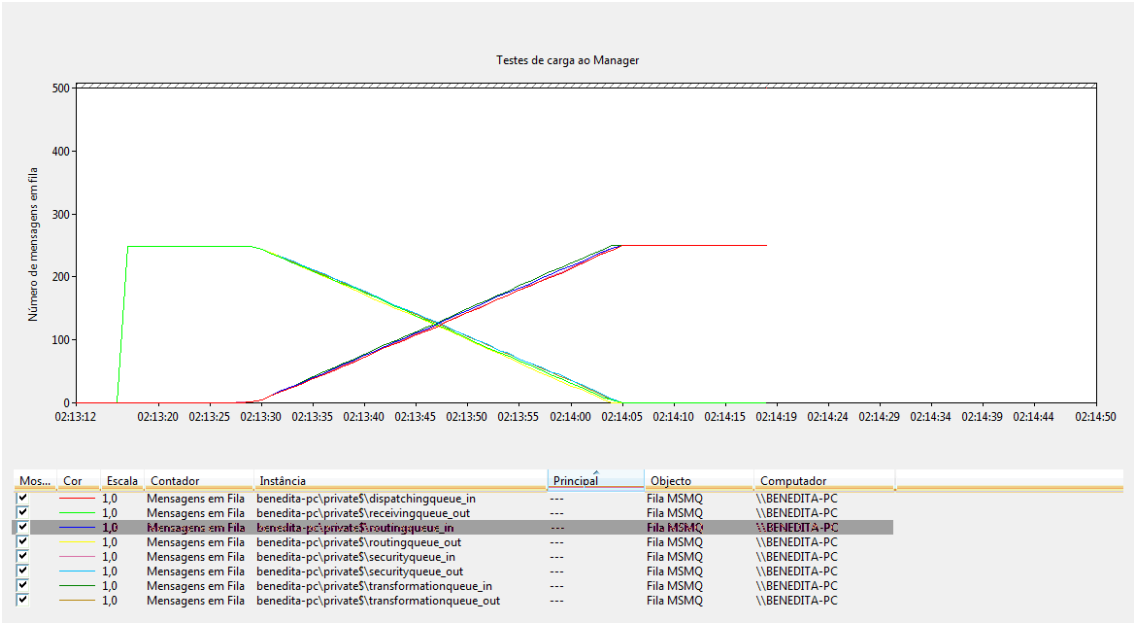 Testes de carga ao Manager
Número de mensagens em fila
500
400
300
200
100
0
02:13:12 02:13:20 02:13:25 02:13:30 02:13:35 02:13:40 02:13:45 02:13:50 02:13:55 02:14:00 02:14:05 02:14:10 02:14:15 02:14:19 02:14:24 02:14:29 02:14:34 02:14:39 02:14:44 02:14:50
Mos... Cor Escala Contador Instância Principal Objecto Computador
1,0 Mensagens em Fila benedita-pc\private$\dispatchingqueue_in --- Fila MSMQ \\BENEDITA-PC
1,0 Mensagens em Fila benedita-pc\private$\receivingqueue_out --- Fila MSMQ \\BENEDITA-PC
1,0 Mensagens em Fila benedita-pc\private$\routingqueue_in --- Fila MSMQ \\BENEDITA-PC
1,0 Mensagens em Fila benedita-pc\private$\routingqueue_out --- Fila MSMQ \\BENEDITA-PC
1,0 Mensagens em Fila benedita-pc\private$\securityqueue_in --- Fila MSMQ \\BENEDITA-PC
1,0 Mensagens em Fila benedita-pc\private$\securityqueue_out --- Fila MSMQ \\BENEDITA-PC
1,0 Mensagens em Fila benedita-pc\private$\transformationqueue_in --- Fila MSMQ \\BENEDITA-PC
1,0 Mensagens em Fila benedita-pc\private$\transformationqueue_out --- Fila MSMQ \\BENEDITA-PC